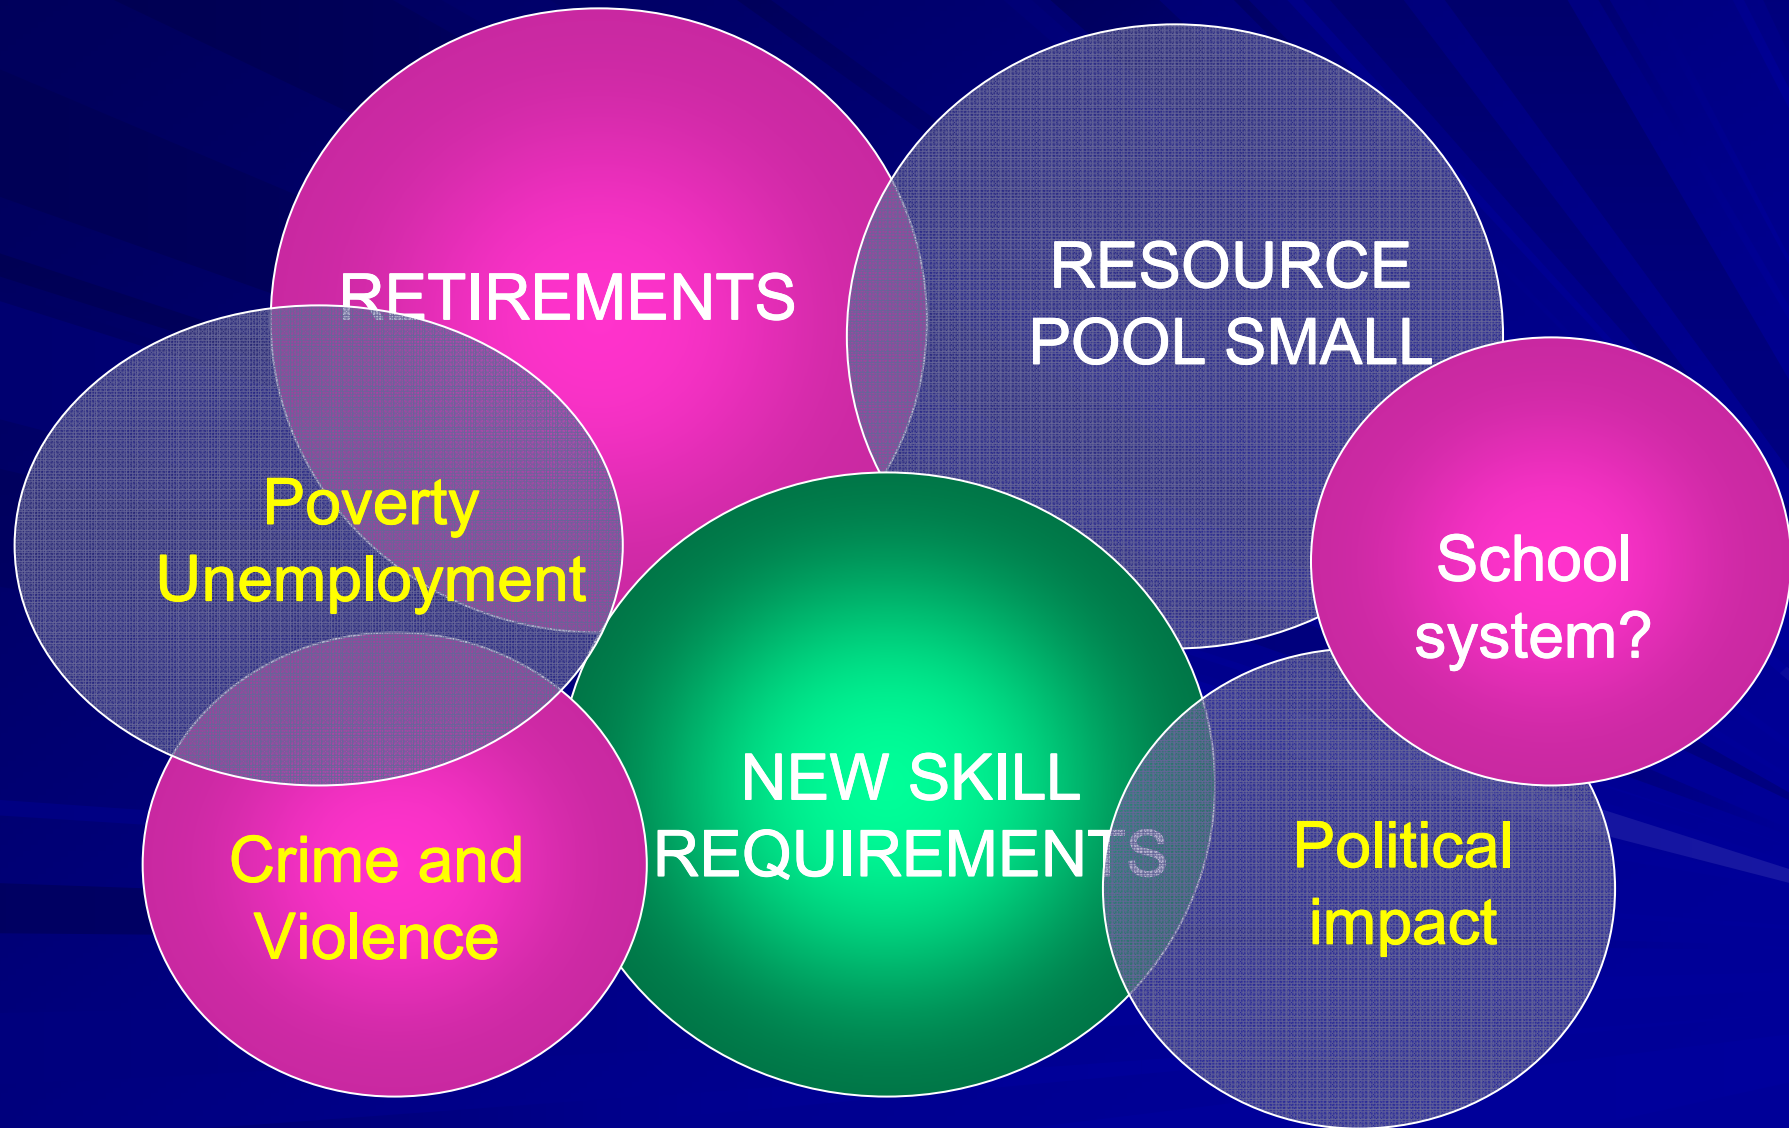 RETIREMENTS
RESOURCE
POOL SMALL
Poverty
Unemployment
School
system?
NEW SKILL
REQUIREMENTS
Crime and
Violence
Political
impact